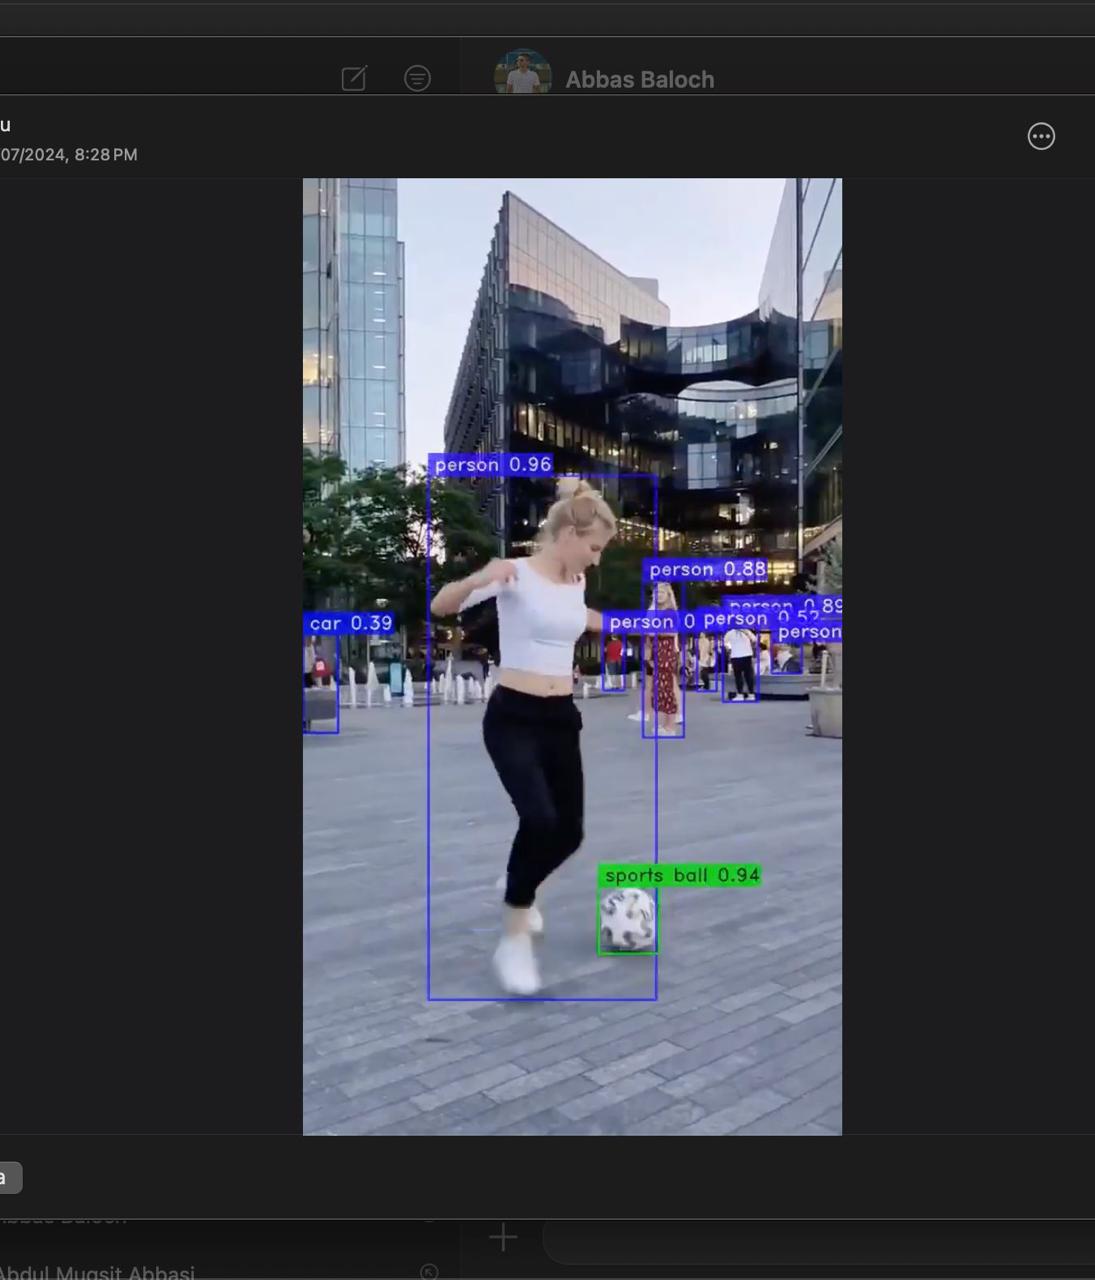 Abbas Baloch
u
07/2024, 8:28 PM
person 0.96
person 0.88
person 0.89
person 0
person 0.52
person
car 0.39
sports ball 0.94
a
Abbas Baloch
Abdul Muqsit Abbasi